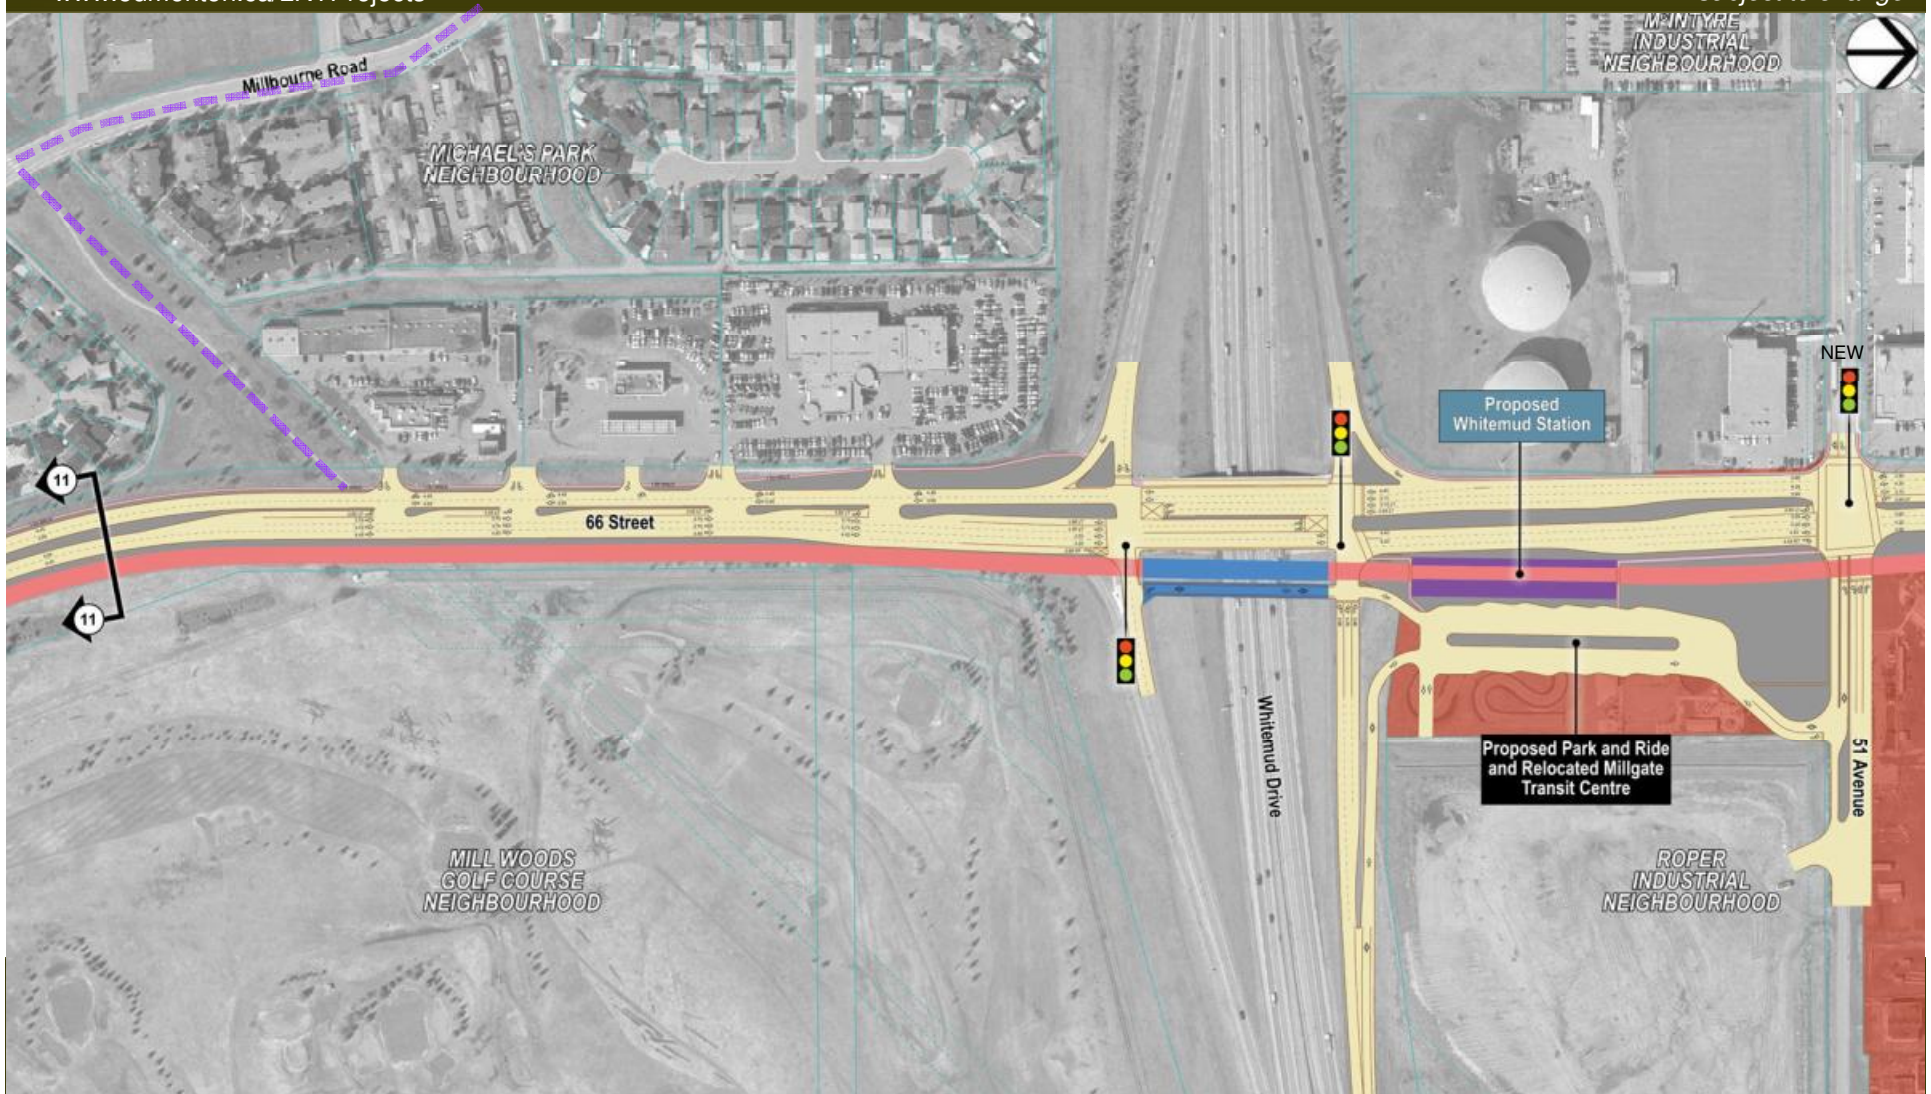 Millbourne Road
MICHAEL'S PARK
NEIGHBOURHOOD
McINTYRE
INDUSTRIAL
NEIGHBOURHOOD
NEW
Proposed
Whitemud Station
11
66 Street
11
Whitemud Drive
Proposed Park and Ride
and Relocated Millgate
Transit Centre
51 Avenue
MILL WOODS
GOLF COURSE
NEIGHBOURHOOD
ROPER
INDUSTRIAL
NEIGHBOURHOOD